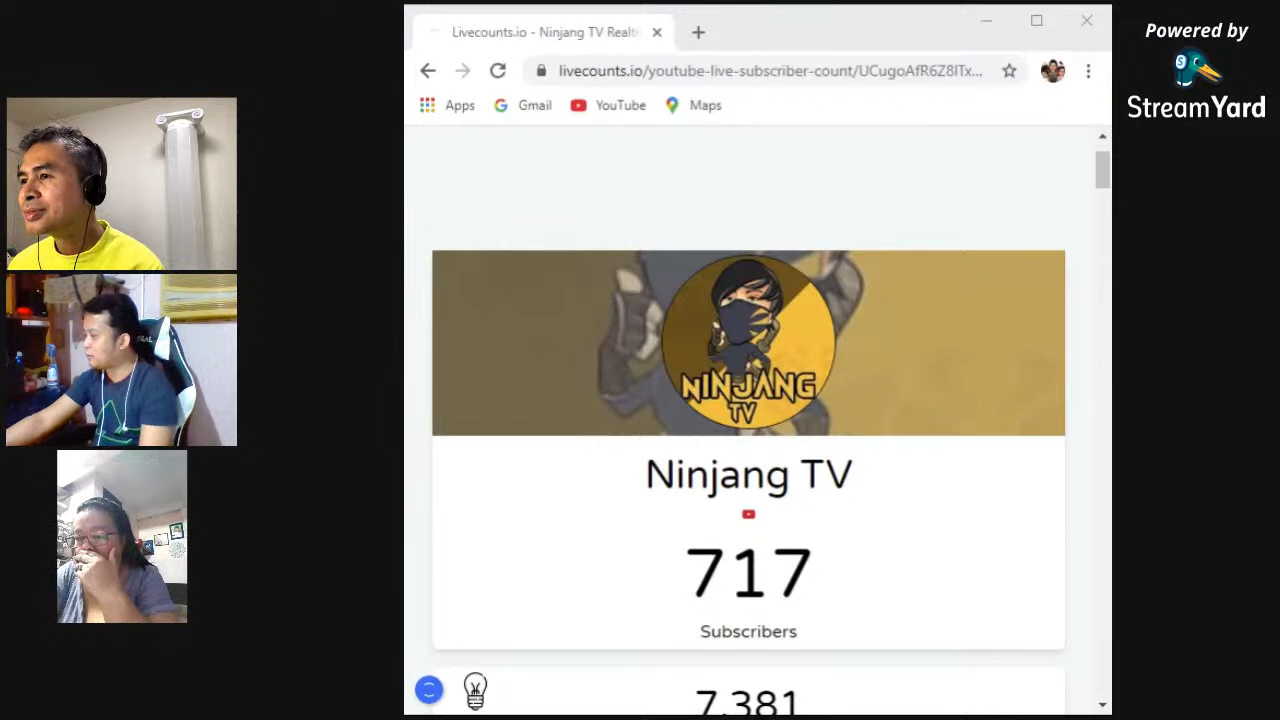 Livecounts.io - Ninjang TV Realt
livecounts.io/youtube-live-subscriber-count/UCugoAfR6Z8ITx...
Apps
Gmail
YouTube
Maps
Powered by
StreamYard
NINJANG
TV
Ninjang TV
717
Subscribers
7,381